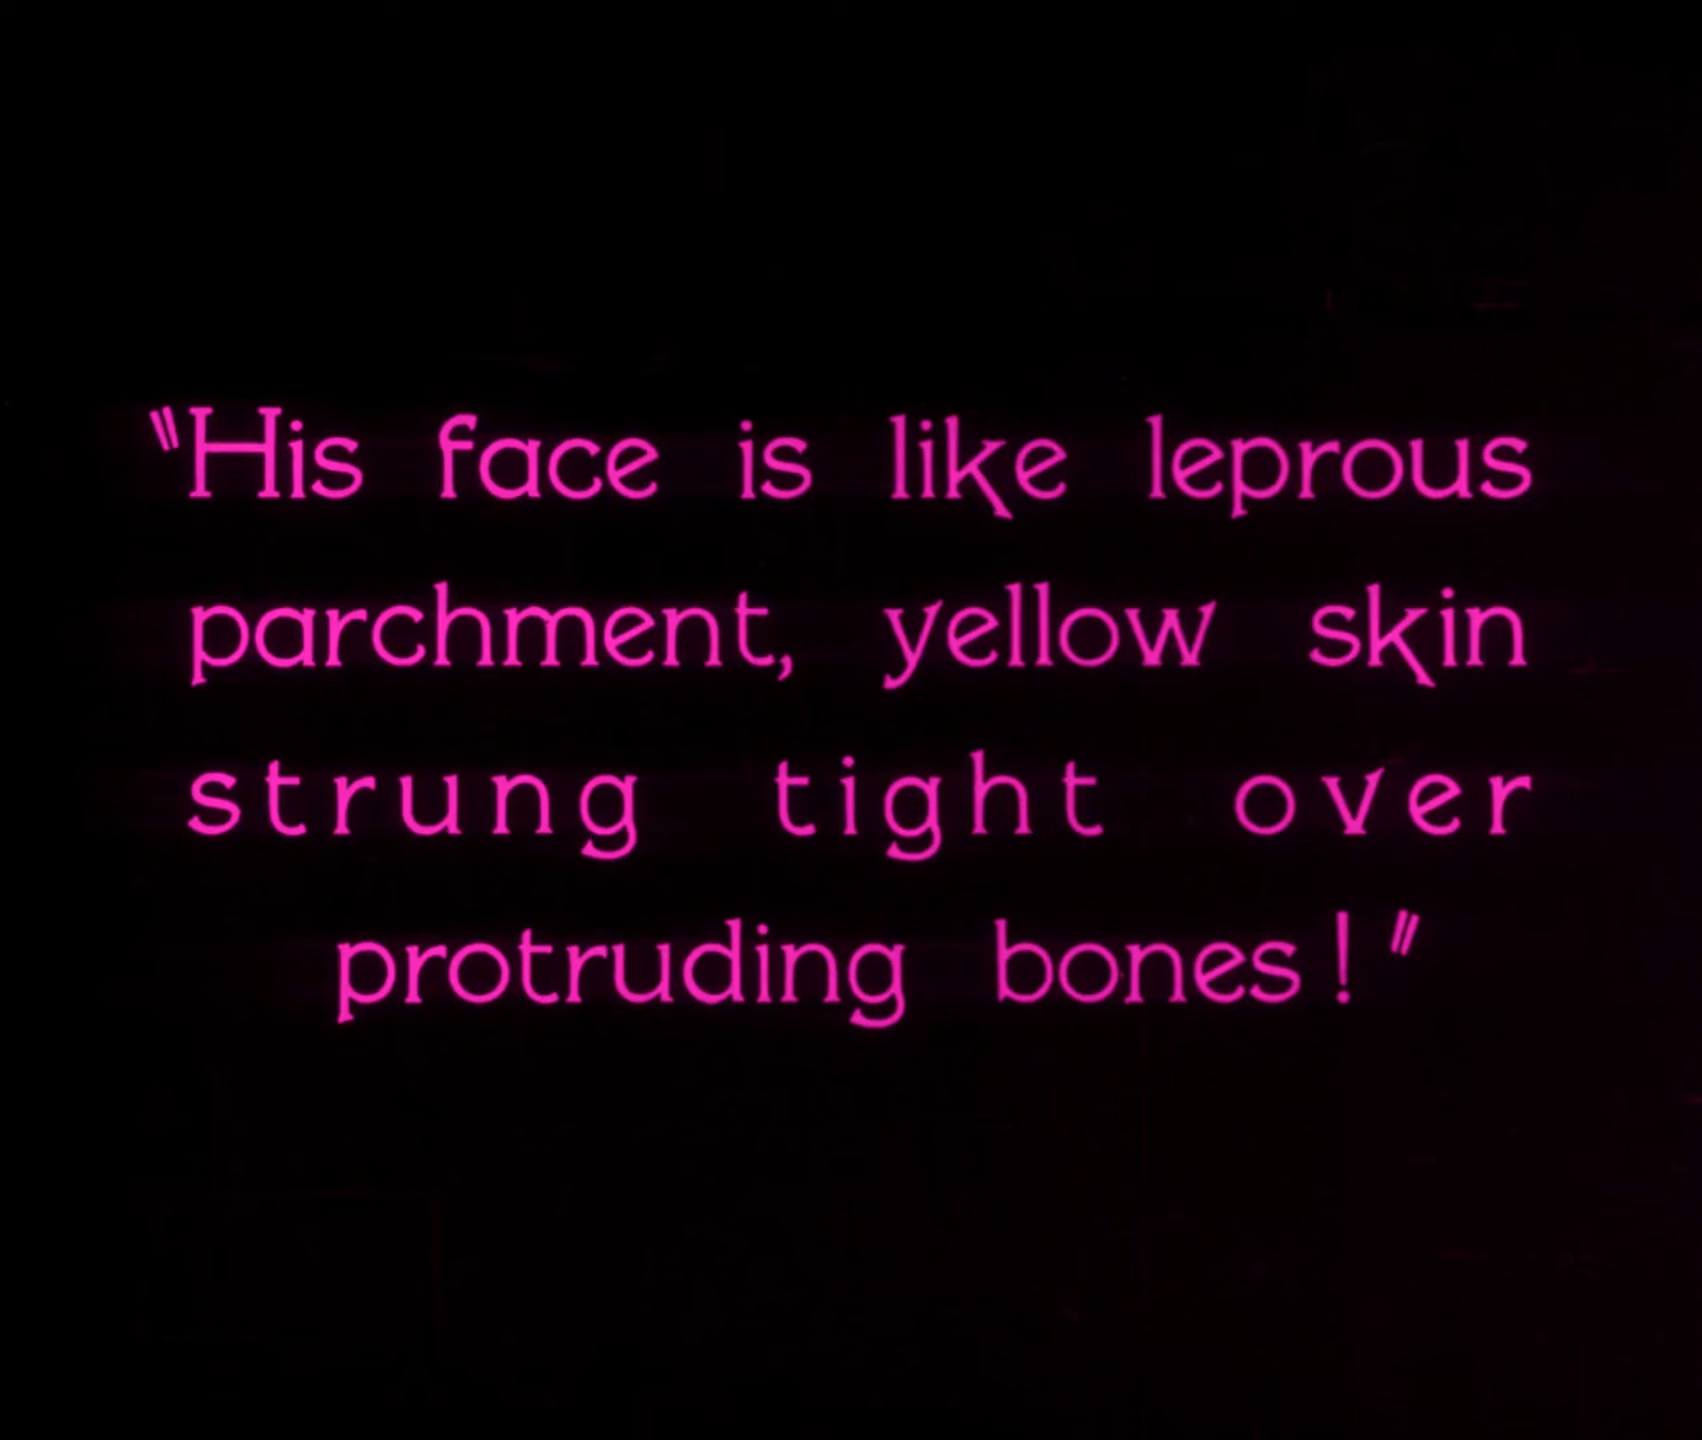 "His face is like leprous
parchment, yellow skin
strung tight over
protruding bones!"